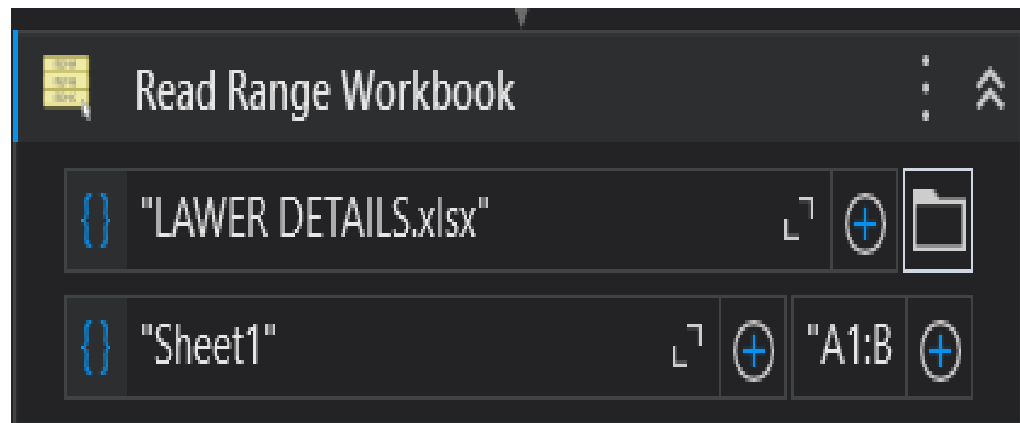 Read Range Workbook
"LAWER DETAILS.xlsx"
"Sheet1" "A1:B